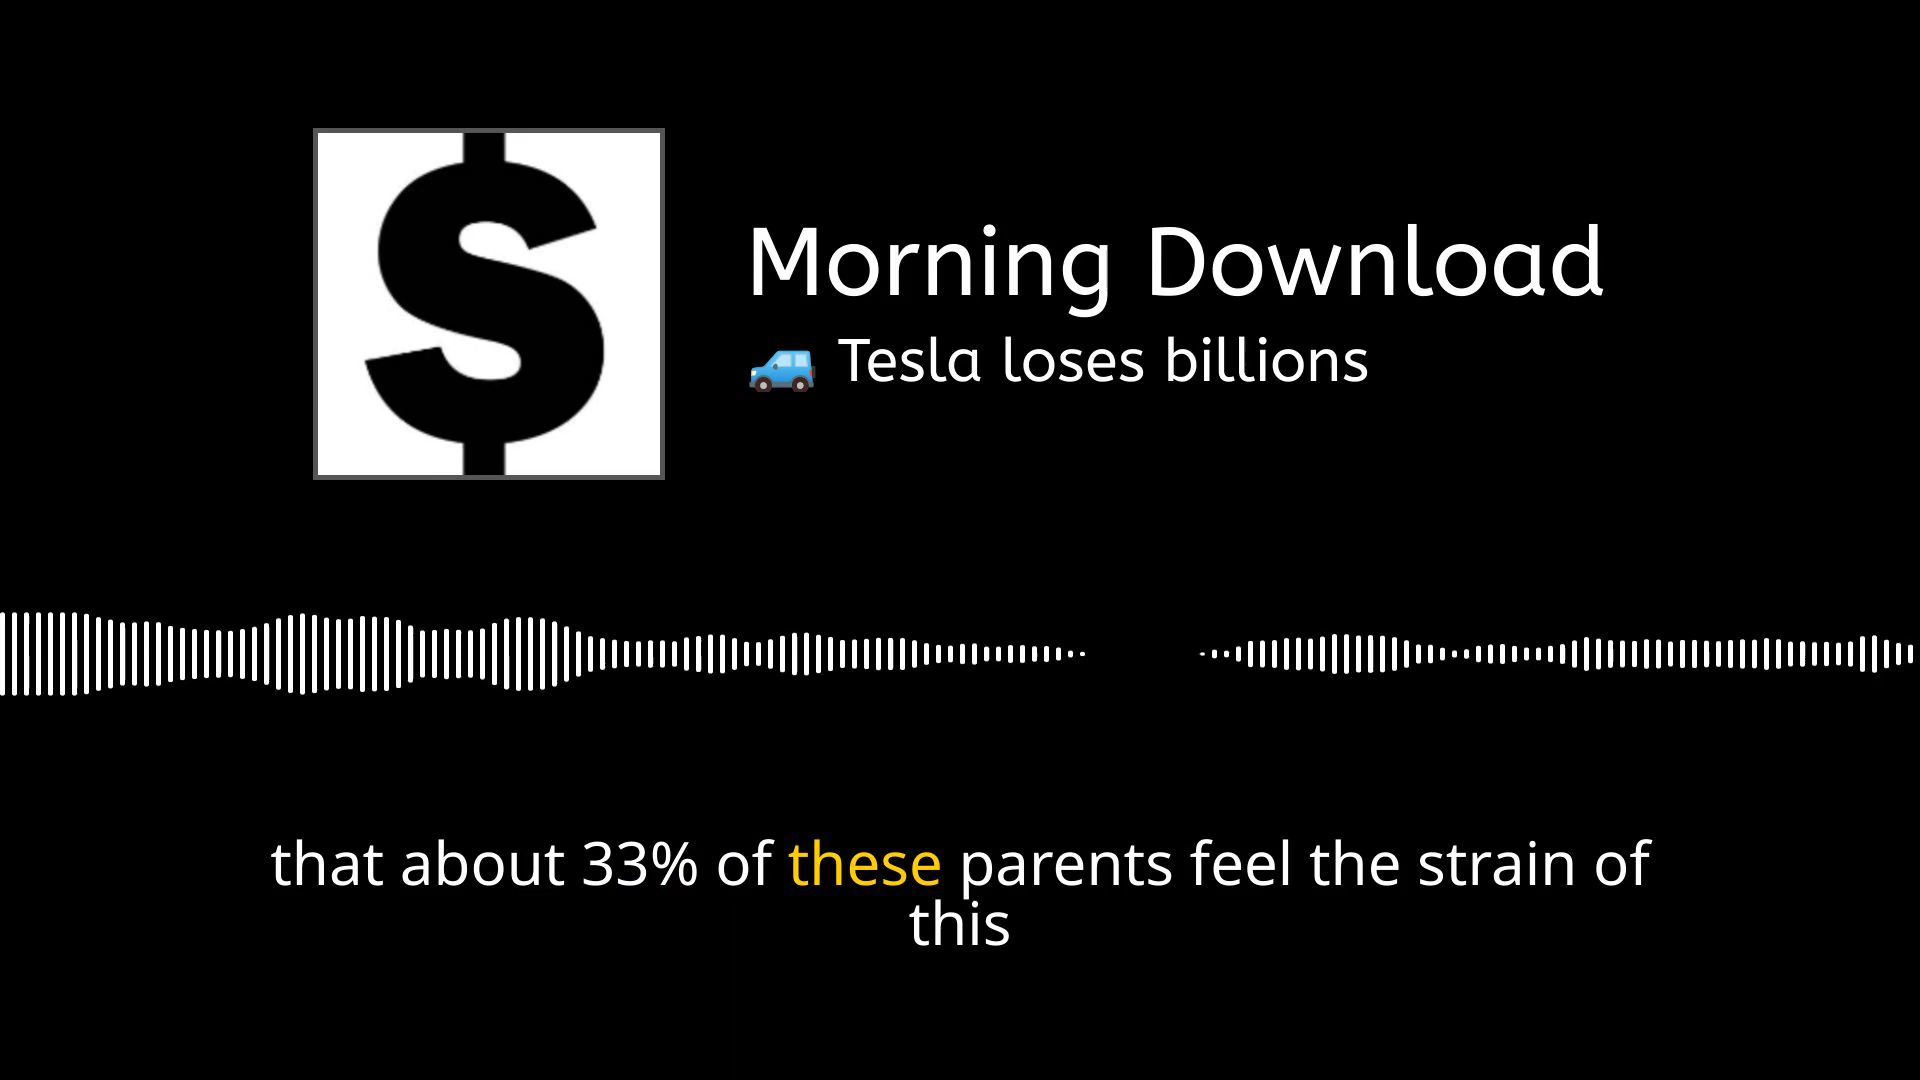 $
Morning Download
🚙 Tesla loses billions
that about 33% of these parents feel the strain of
this